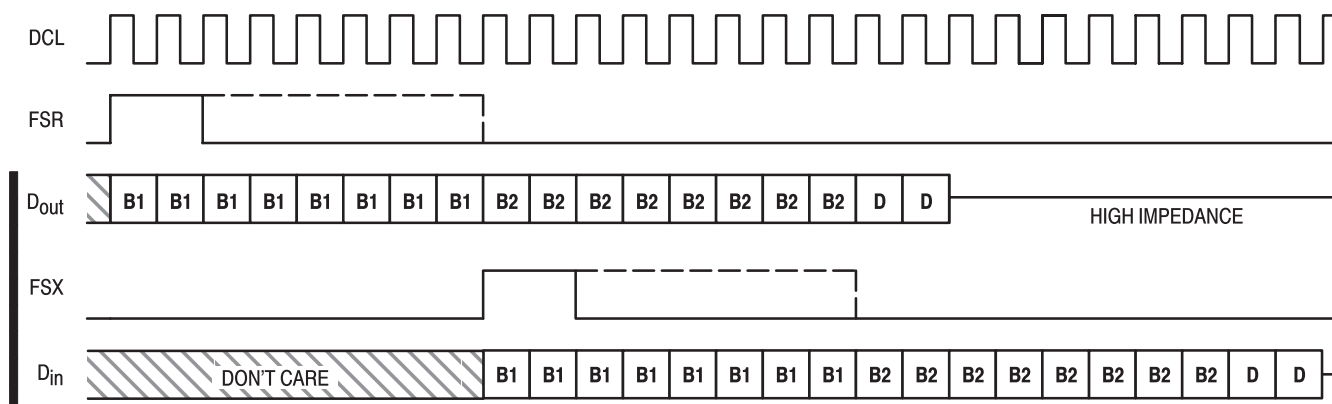 DCL
FSR
Dout B1 B1 B1 B1 B1 B1 B1 B1 B2 B2 B2 B2 B2 B2 B2 B2 D D
HIGH IMPEDANCE
FSX
Din DON'T CARE B1 B1 B1 B1 B1 B1 B1 B1 B2 B2 B2 B2 B2 B2 B2 B2 D D